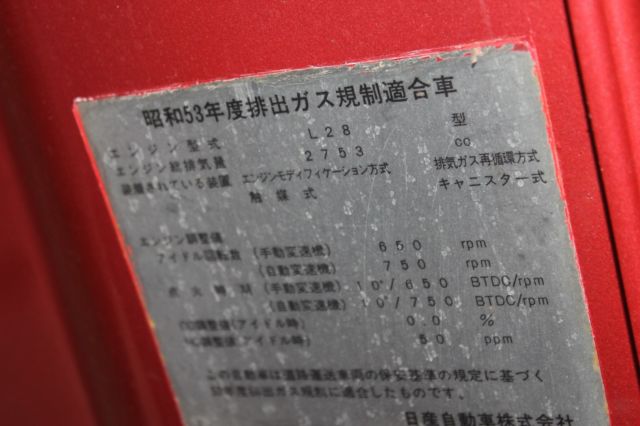 昭和53年度排出ガス規制適合車
エンジン型式 L28 型
エンジン総排気量 2753 cc
装着されている装置 エンジンモディフィケーション方式 排気ガス再循環方式
触媒式 キャニスター式
エンジン調整値
アイドル回転数 (手動変速機) 650 rpm
(自動変速機) 750 rpm
点火時期 (手動変速機) 10°/650 BTDC/rpm
(自動変速機) 10°/750 BTDC/rpm
CO調整値(アイドル時) 0.0 %
HC調整値(アイドル時) 50 ppm
この自動車は道路運送車両の保安基準の規定に基づく
53年度排出ガス規制に適合したものです。
日産自動車株式会社